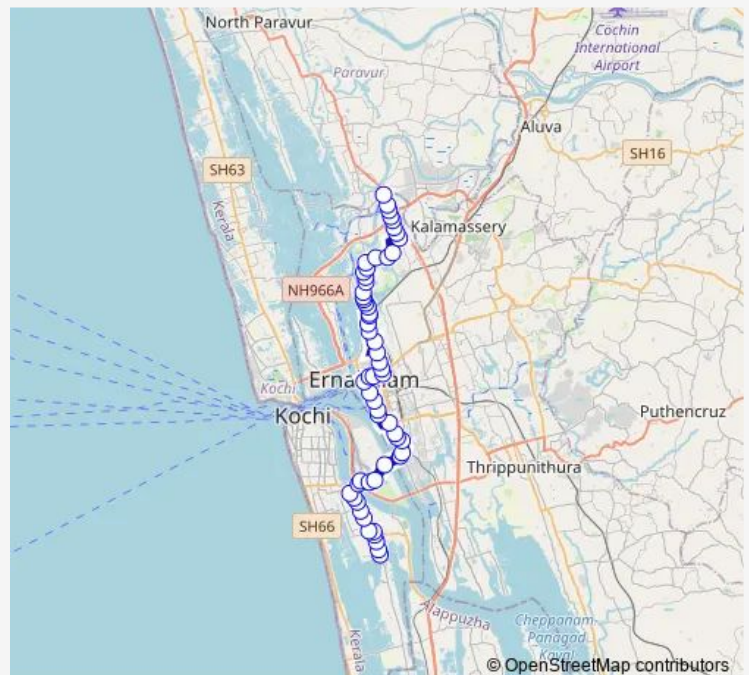 North Paravur
Cochin
International
Airport
Paravur
Aluva
SH16
SH63
Kerala
Kalamassery
NH966A
Kochi
Kochi
Puthencruz
Thrippunithura
SH66
Alappuzha
Cheppanam
Panagad
Kayal
Kerala
© OpenStreetMap contributors